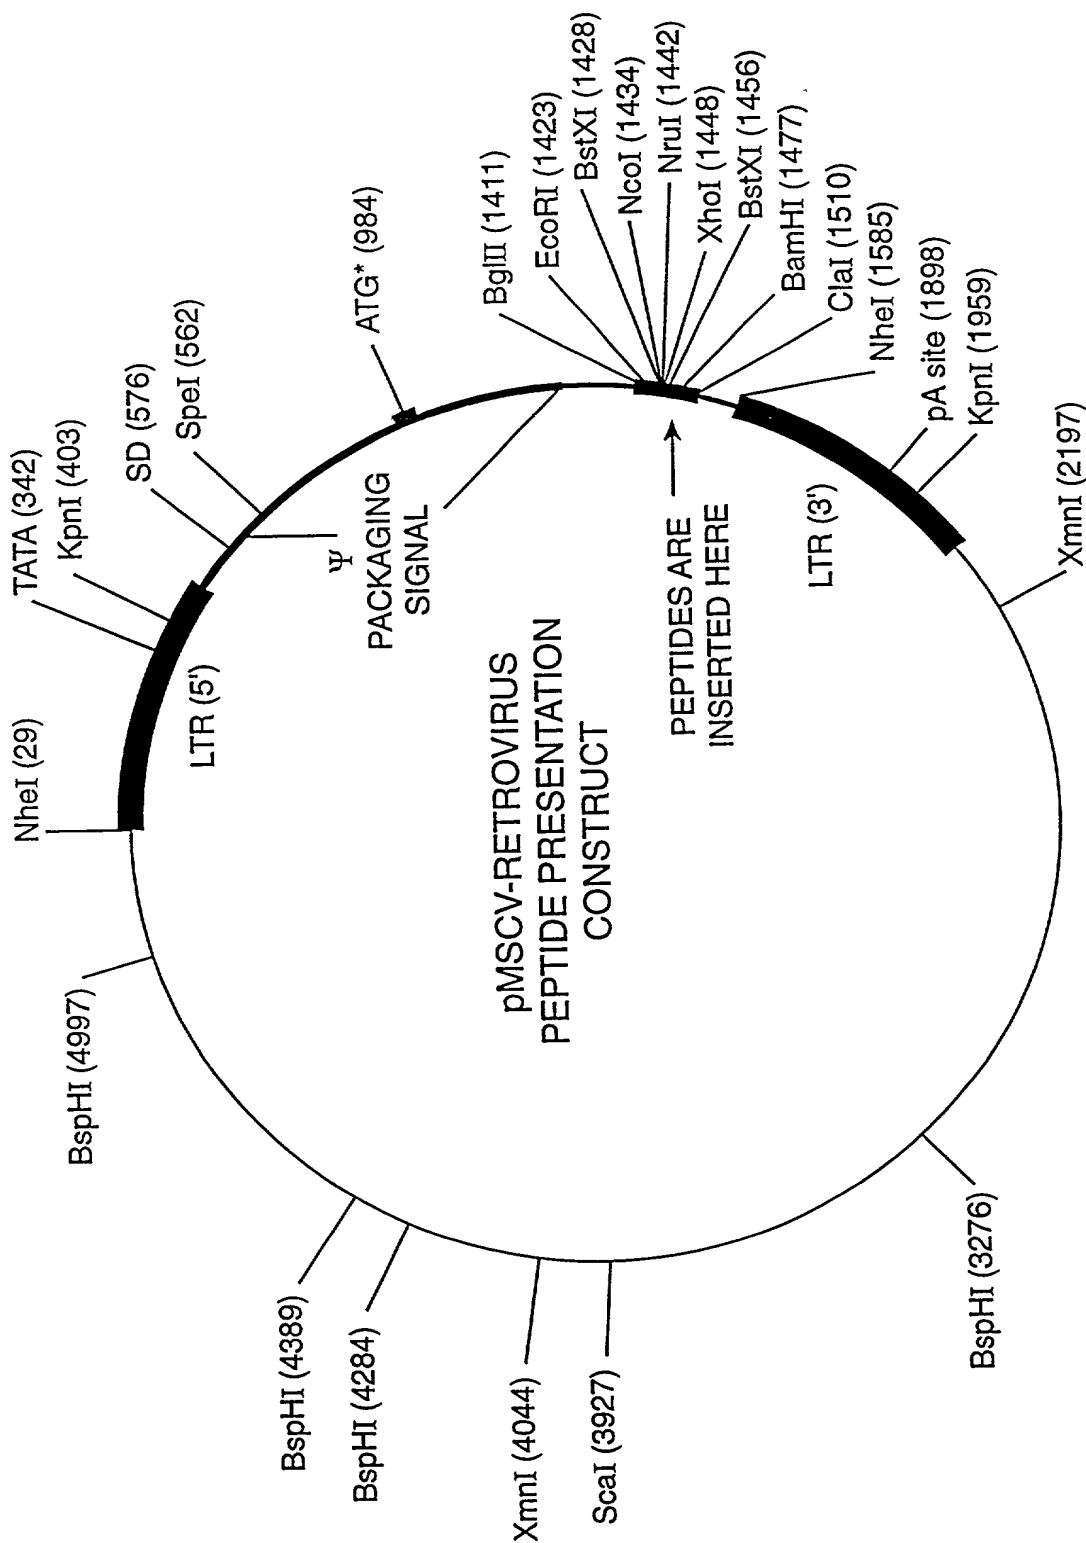 NheI (29)
TATA (342)
KpnI (403)
SD (576)
SpeI (562)
ATG* (984)
BglII (1411)
EcoRI (1423)
BstXI (1428)
NcoI (1434)
NruI (1442)
XhoI (1448)
BstXI (1456)
BamHI (1477)
ClaI (1510)
NheI (1585)
pA site (1898)
KpnI (1959)
XmnI (2197)
BspHI (3276)
ScaI (3927)
XmnI (4044)
BspHI (4284)
BspHI (4389)
BspHI (4997)
LTR (5')
Ψ
PACKAGING
SIGNAL
pMSCV-RETROVIRUS
PEPTIDE PRESENTATION
CONSTRUCT
PEPTIDES ARE
INSERTED HERE
LTR (3')